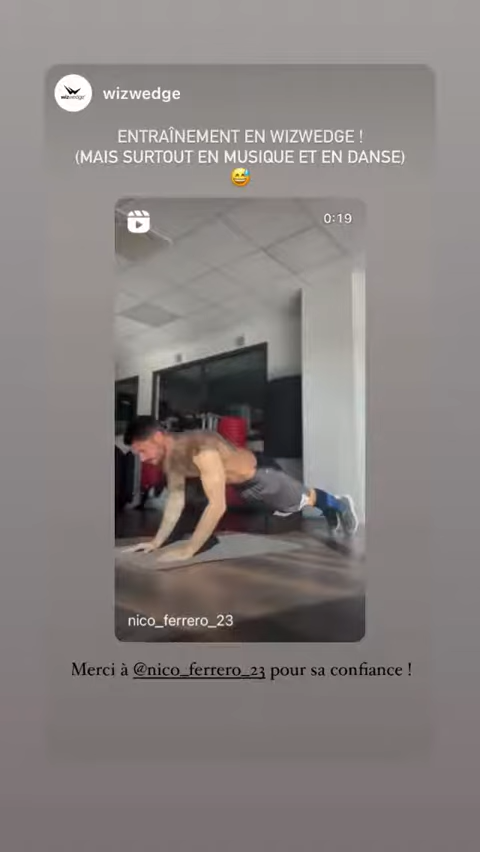 wizwedge
wizwedge
ENTRAÎNEMENT EN WIZWEDGE !
(MAIS SURTOUT EN MUSIQUE ET EN DANSE)
😅
0:19
nico_ferrero_23
Merci à @nico_ferrero_23 pour sa confiance !